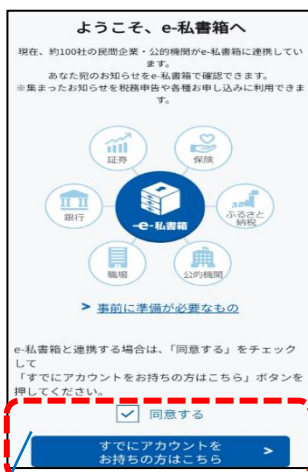 ようこそ、e-私書箱へ
現在、約100社の民間企業・公的機関がe-私書箱に連携してい
ます。
あなた宛のお知らせをe-私書箱で確認できます。
※集まったお知らせを税務申告や各種お申し込みに利用できま
す。
証券
保険
銀行
-e-私書箱
ふるさと
納税
職場
公的機関
> 事前に準備が必要なもの
e-私書箱と連携する場合は、「同意する」をチェック
して
「すでにアカウントをお持ちの方はこちら」ボタンを
押してください。
同意する
すでにアカウントを
お持ちの方はこちら >